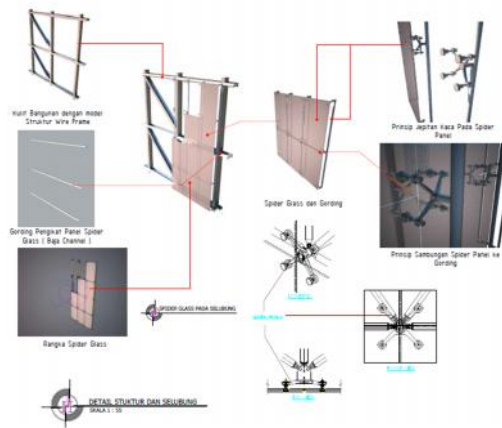 Kulit Bangunan dengan model
Struktur Wire Frame
Gording Pengikat Panel Spider
Glass ( Baja Channel )
Rangka Spider Glass
Spider Glass dan Gording
Prinsip Jepitan Kaca Pada Spider
Panel
Prinsip Sambungan Spider Panel ke
Gording
SPIDER GLASS PADA SELUBUNG
DETAIL STUKTUR DAN SELUBUNG
SKALA 1 : 55